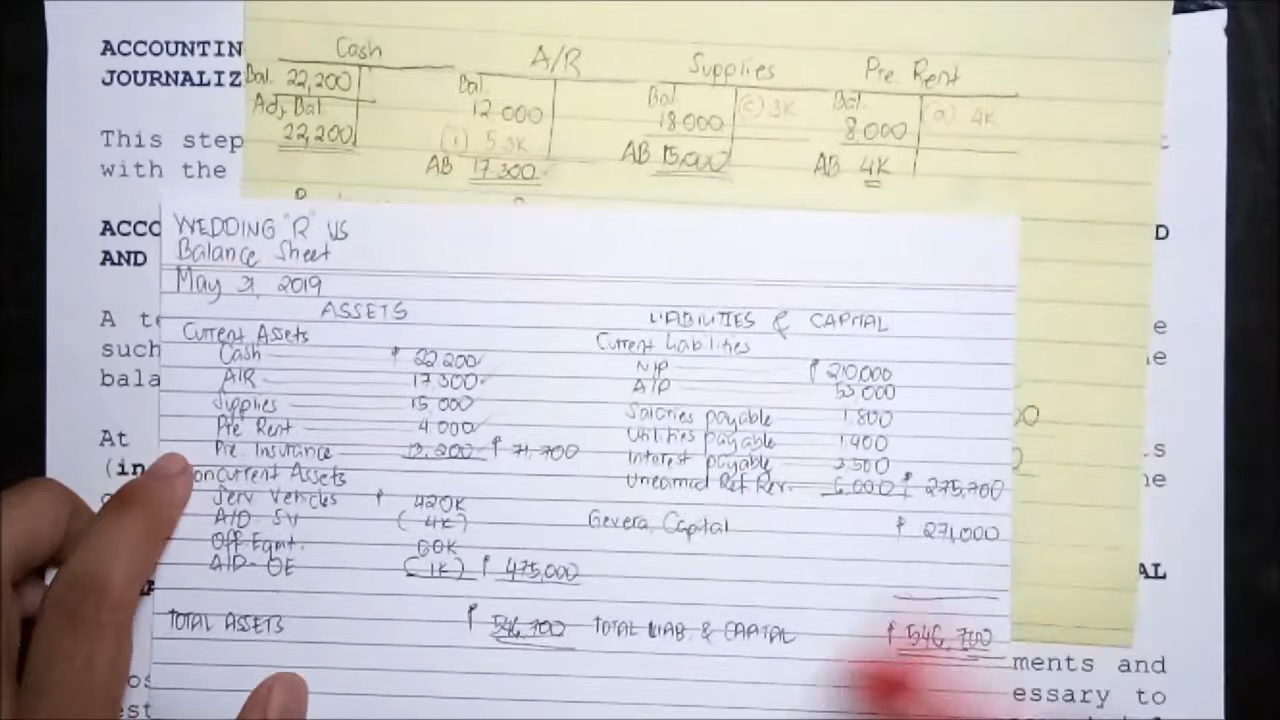 ACCOUNTIN
JOURNALIZ
This step
with the
ACCO
AND
A te
such
bala
At
(in
Cash A/R Supplies Pre. Rent
Bal. 22,200 Bal. 12 000 Bal. 18 000 (c) 3K Bal. 8,000 (a) 4K
Adj. Bal. 22,200 (i) 5.3K AB 15,000 AB 4K
AB 17 300
WEDDING "R" US
Balance Sheet
May 31, 2019
ASSETS LIABILITIES & CAPITAL
Current Assets Current Liabilities
Cash ₱ 22 200 N/P ₱ 210,000
A/R 17 300 A/P 53,000
Supplies 15 000 Salaries payable 1 800
Pre Rent 4 000 Utilities payable 1 400
Pre. Insurance 13,200 ₱ 71,700 Interest payable 3 500
Noncurrent Assets Unearned Ref Rev. 6,000 ₱ 275,700
Serv Vehicles ₱ 420K
A/D- SV (4K) Gevera, Capital ₱ 271,000
Off Eqmt. 60K
A/D- OE (1K) ₱ 475,000
TOTAL ASSETS ₱ 546,700 TOTAL LIAB. & CAPITAL ₱ 546,700
D
e
e
s
ne
AL
ments and
essary to